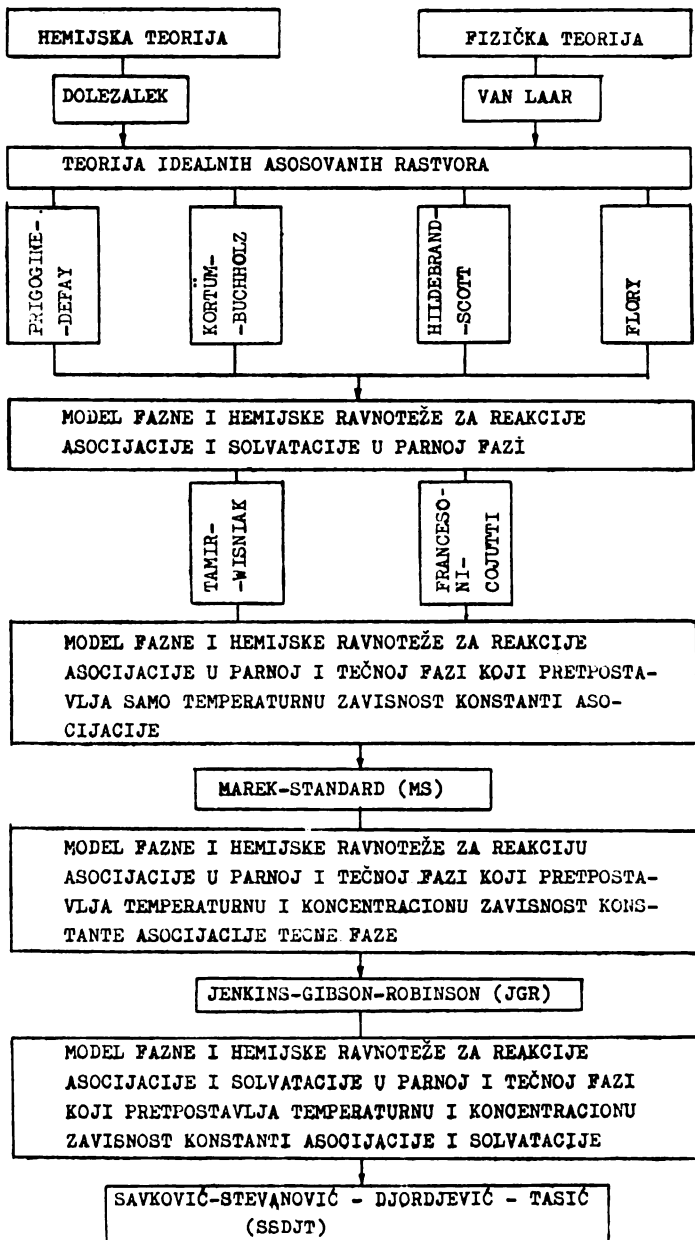 HEMIJSKA TEORIJA
FIZIČKA TEORIJA
DOLEZALEK
VAN LAAR
TEORIJA IDEALNIH ASOSOVANIH RASTVORA
PRIGOGINE-
-DEFAY
KÖRTÜM-
-BUCHHOLZ
HILDEBRAND-
-SCOTT
FLORY
MODEL FAZNE I HEMIJSKE RAVNOTEŽE ZA REAKCIJE
ASOCIJACIJE I SOLVATACIJE U PARNOJ FAZI
TAMIR-
-WISNIAK
FRANCESO-
NI-
COJUTTI
MODEL FAZNE I HEMIJSKE RAVNOTEŽE ZA REAKCIJE
ASOCIJACIJE U PARNOJ I TEČNOJ FAZI KOJI PRETPOSTA-
VLJA SAMO TEMPERATURNU ZAVISNOST KONSTANTI ASO-
CIJACIJE
MAREK-STANDARD (MS)
MODEL FAZNE I HEMIJSKE RAVNOTEŽE ZA REAKCIJU
ASOCIJACIJE U PARNOJ I TEČNOJ FAZI KOJI PRETPOSTA-
VLJA TEMPERATURNU I KONCENTRACIONU ZAVISNOST KONS-
TANTE ASOCIJACIJE TECNE FAZE
JENKINS-GIBSON-ROBINSON (JGR)
MODEL FAZNE I HEMIJSKE RAVNOTEŽE ZA REAKCIJE
ASOCIJACIJE I SOLVATACIJE U PARNOJ I TEČNOJ FAZI
KOJI PRETPOSTAVLJA TEMPERATURNU I KONCENTRACIONU
ZAVISNOST KONSTANTI ASOCIJACIJE I SOLVATACIJE
SAVKOVIĆ-STEVANOVIĆ - DJORDJEVIĆ - TASIĆ
(SSDJT)